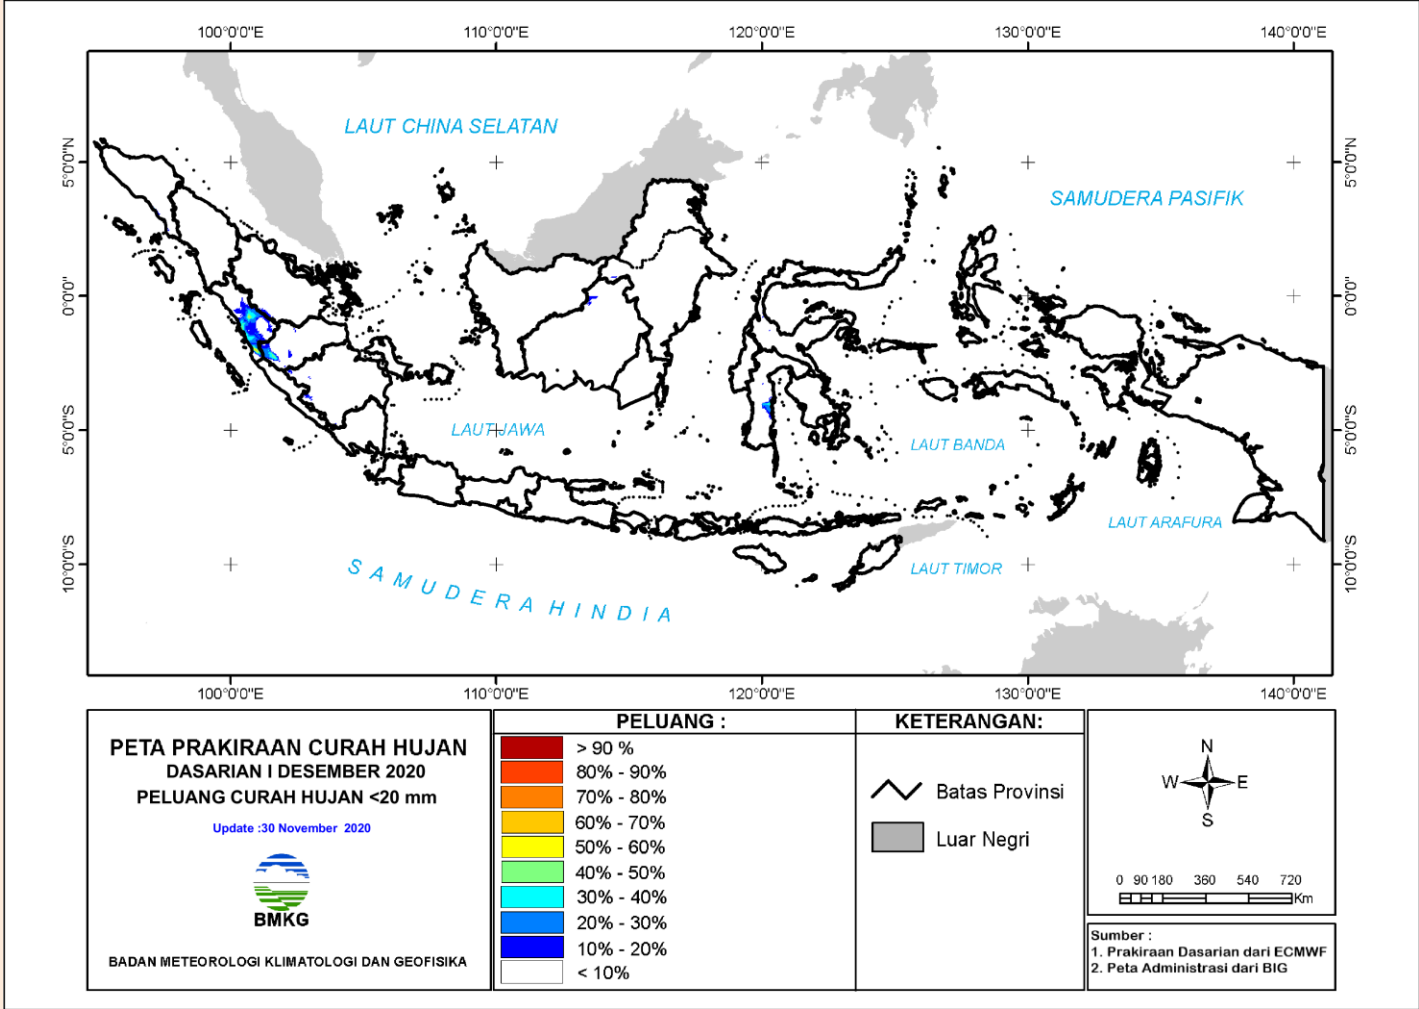 100°0'0"E 110°0'0"E 120°0'0"E 130°0'0"E 140°0'0"E
LAUT CHINA SELATAN
5°0'0"N 5°0'0"N
SAMUDERA PASIFIK
0°0'0" 0°0'0"
5°0'0"S 5°0'0"S
LAUT JAWA
LAUT BANDA
LAUT ARAFURA
10°0'0"S 10°0'0"S
LAUT TIMOR
SAMUDERA HINDIA
100°0'0"E 110°0'0"E 120°0'0"E 130°0'0"E 140°0'0"E
PETA PRAKIRAAN CURAH HUJAN
DASARIAN I DESEMBER 2020
PELUANG CURAH HUJAN <20 mm
Update :30 November 2020
BMKG
BADAN METEOROLOGI KLIMATOLOGI DAN GEOFISIKA
PELUANG :
> 90 %
80% - 90%
70% - 80%
60% - 70%
50% - 60%
40% - 50%
30% - 40%
20% - 30%
10% - 20%
< 10%
KETERANGAN:
Batas Provinsi
Luar Negri
N
W E
S
0 90 180 360 540 720
Km
Sumber :
1. Prakiraan Dasarian dari ECMWF
2. Peta Administrasi dari BIG